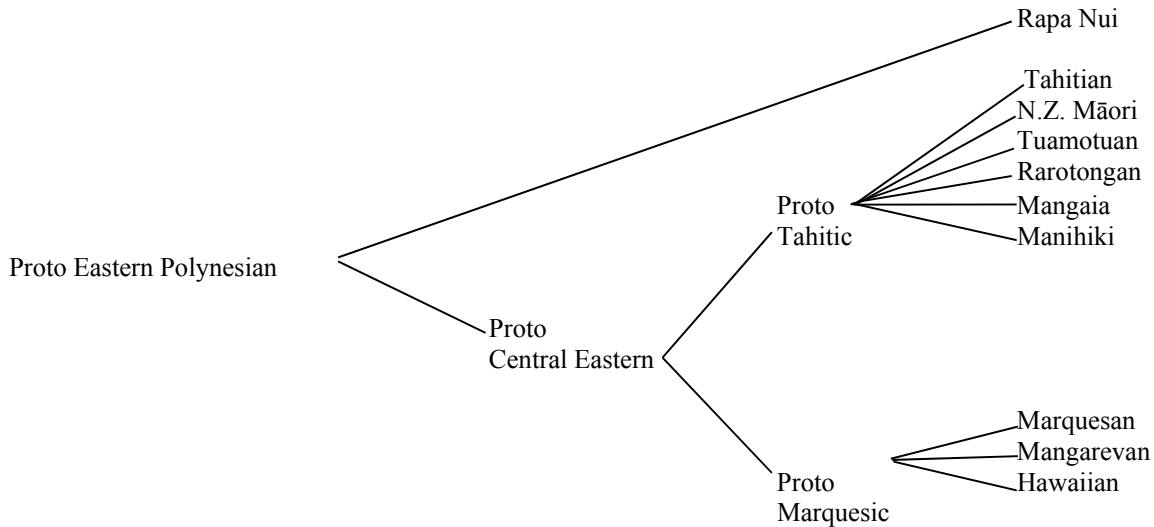 Rapa Nui
Tahitian
N.Z. Māori
Tuamotuan
Rarotongan
Proto
Tahitic
Mangaia
Manihiki
Proto Eastern Polynesian
Proto
Central Eastern
Marquesan
Mangarevan
Hawaiian
Proto
Marquesic